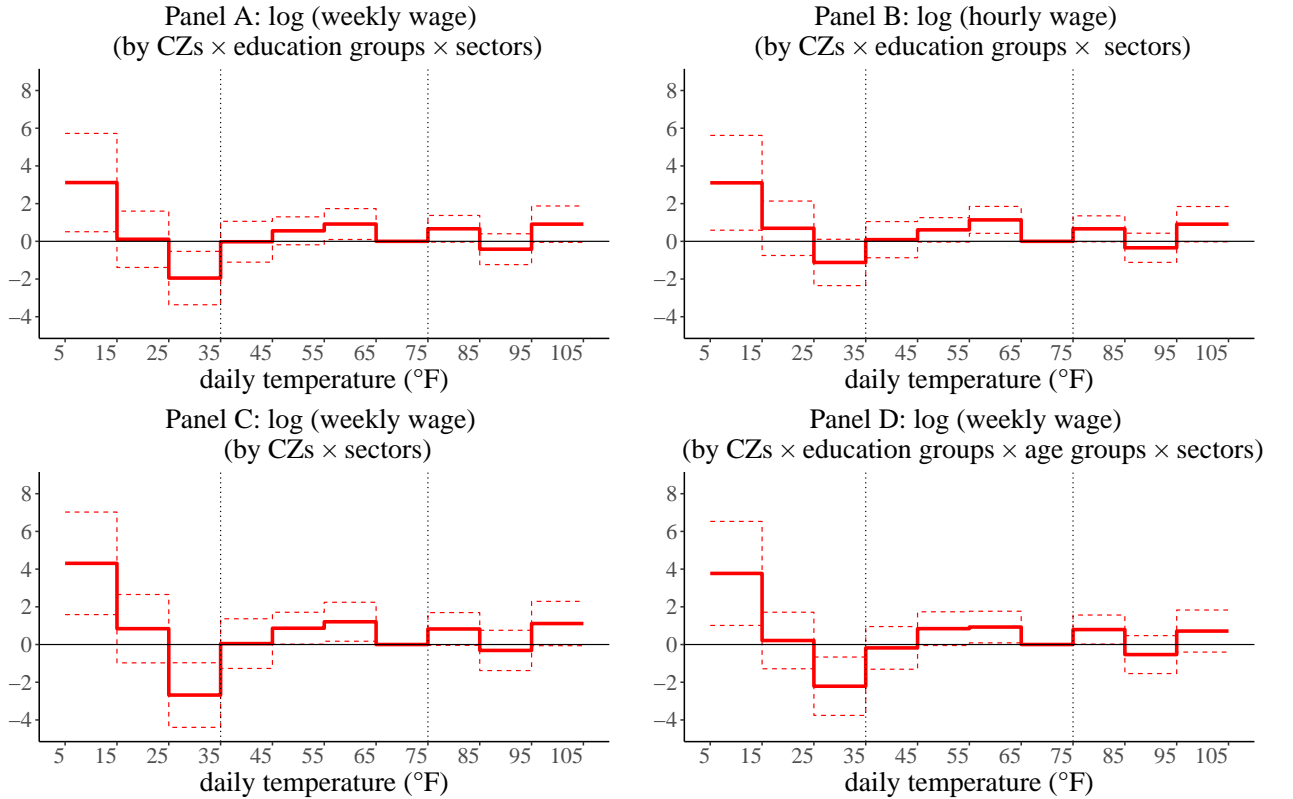 Panel A: log (weekly wage)
(by CZs × education groups × sectors)
8
6
4
2
0
−2
−4
5 15 25 35 45 55 65 75 85 95 105
daily temperature (°F)
Panel B: log (hourly wage)
(by CZs × education groups × sectors)
8
6
4
2
0
−2
−4
5 15 25 35 45 55 65 75 85 95 105
daily temperature (°F)
Panel C: log (weekly wage)
(by CZs × sectors)
8
6
4
2
0
−2
−4
5 15 25 35 45 55 65 75 85 95 105
daily temperature (°F)
Panel D: log (weekly wage)
(by CZs × education groups × age groups × sectors)
8
6
4
2
0
−2
−4
5 15 25 35 45 55 65 75 85 95 105
daily temperature (°F)